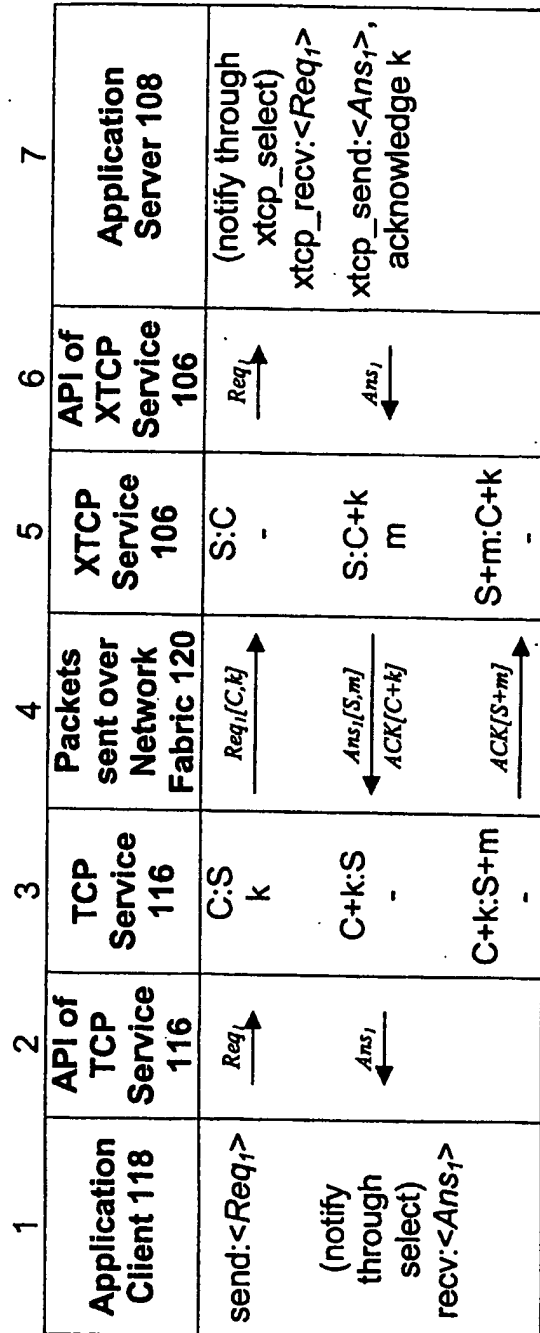 1 2 3 4 5 6 7
Application Client 118
API of TCP Service 116
TCP Service 116
Packets sent over Network Fabric 120
XTCP Service 106
API of XTCP Service 106
Application Server 108
send:<Req₁>
Req₁
C:S
k
Req₁[C,k]
S:C
-
Req₁
(notify through
xtcp_select)
xtcp_recv:<Req₁>
(notify
through
select)
recv:<Ans₁>
Ans₁
C+k:S
-
Ans₁[S,m]
ACK[C+k]
S:C+k
m
Ans₁
xtcp_send:<Ans₁>,
acknowledge k
C+k:S+m
-
ACK[S+m]
S+m:C+k
-